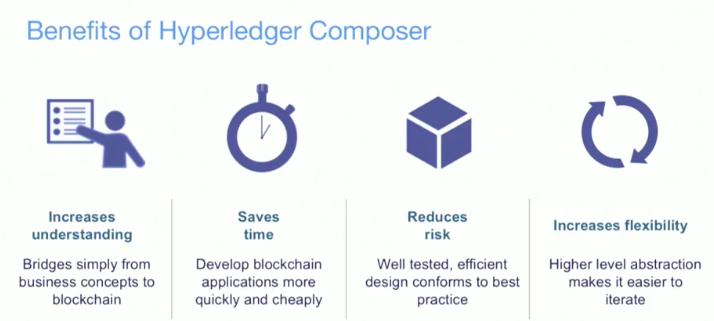 Benefits of Hyperledger Composer
Increases
understanding
Bridges simply from
business concepts to
blockchain
Saves
time
Develop blockchain
applications more
quickly and cheaply
Reduces
risk
Well tested, efficient
design conforms to best
practice
Increases flexibility
Higher level abstraction
makes it easier to
iterate